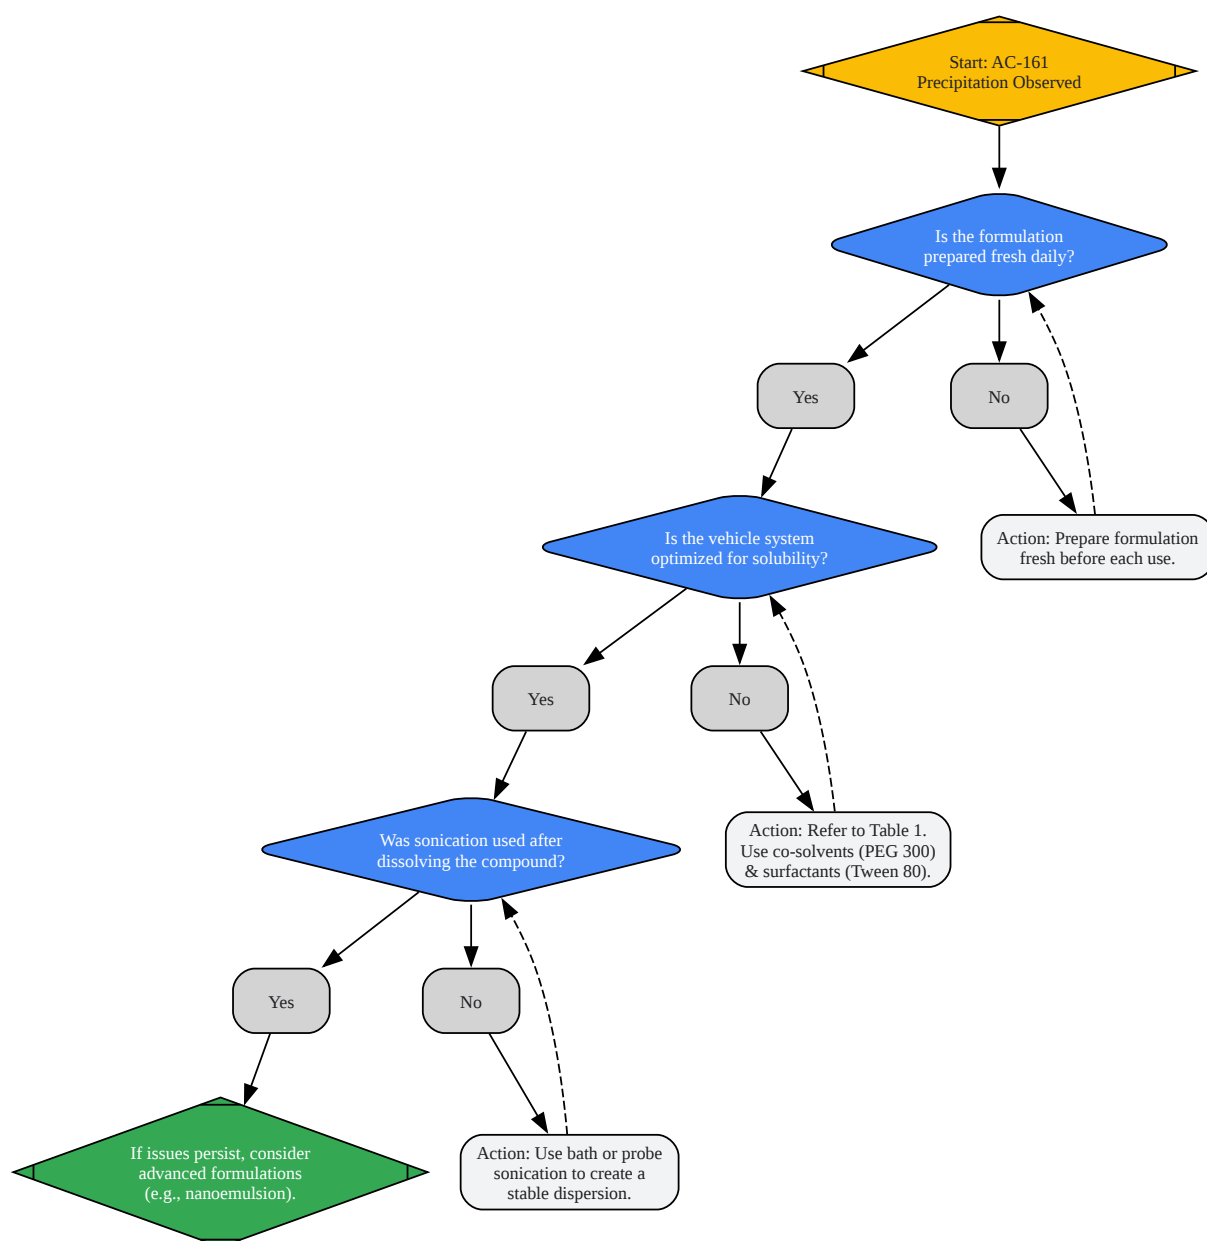 Start: AC-161
Precipitation Observed
Is the formulation
prepared fresh daily?
Yes
No
Action: Prepare formulation
fresh before each use.
Is the vehicle system
optimized for solubility?
Yes
No
Action: Refer to Table 1.
Use co-solvents (PEG 300)
& surfactants (Tween 80).
Was sonication used after
dissolving the compound?
Yes
No
Action: Use bath or probe
sonication to create a
stable dispersion.
If issues persist, consider
advanced formulations
(e.g., nanoemulsion).